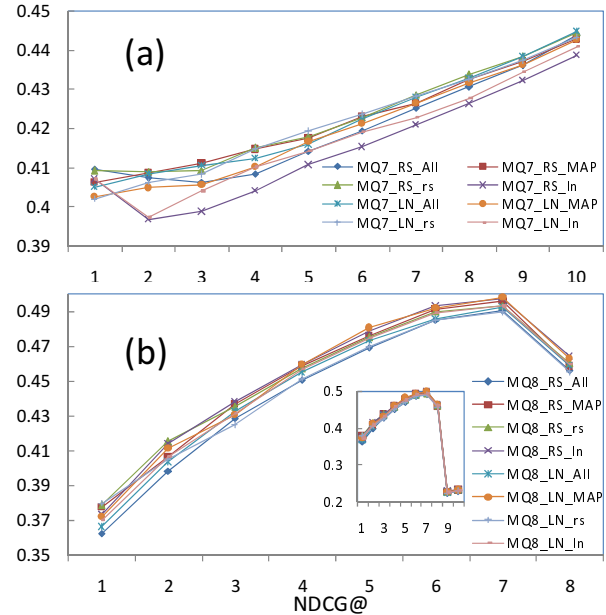 0.45
(a)
0.44
0.43
0.42
0.41
0.4
0.39
MQ7_RS_All MQ7_RS_MAP
MQ7_RS_rs MQ7_RS_ln
MQ7_LN_All MQ7_LN_MAP
MQ7_LN_rs MQ7_LN_ln
1 2 3 4 5 6 7 8 9 10
0.49
(b)
0.47
0.45
0.43
0.41
0.39
0.37
0.35
0.5
0.4
0.3
0.2
1 3 5 7 9
MQ8_RS_All
MQ8_RS_MAP
MQ8_RS_rs
MQ8_RS_ln
MQ8_LN_All
MQ8_LN_MAP
MQ8_LN_rs
MQ8_LN_ln
1 2 3 4 5 6 7 8
NDCG@